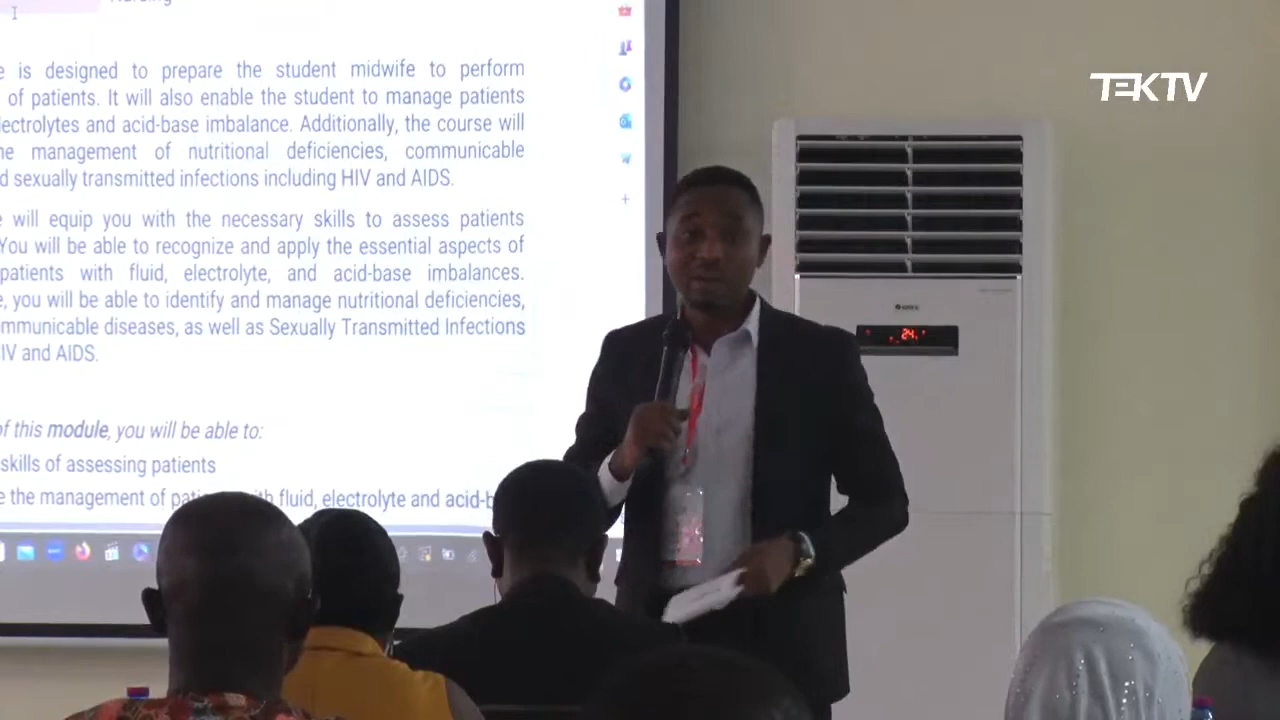 Nursing
TEKTV
e is designed to prepare the student midwife to perform
of patients. It will also enable the student to manage patients
lectrolytes and acid-base imbalance. Additionally, the course will
ne management of nutritional deficiencies, communicable
d sexually transmitted infections including HIV and AIDS.
e will equip you with the necessary skills to assess patients
You will be able to recognize and apply the essential aspects of
patients with fluid, electrolyte, and acid-base imbalances.
e, you will be able to identify and manage nutritional deficiencies,
ommunicable diseases, as well as Sexually Transmitted Infections
IV and AIDS.
of this module, you will be able to:
skills of assessing patients
e the management of with fluid, electrolyte and acid-b
24